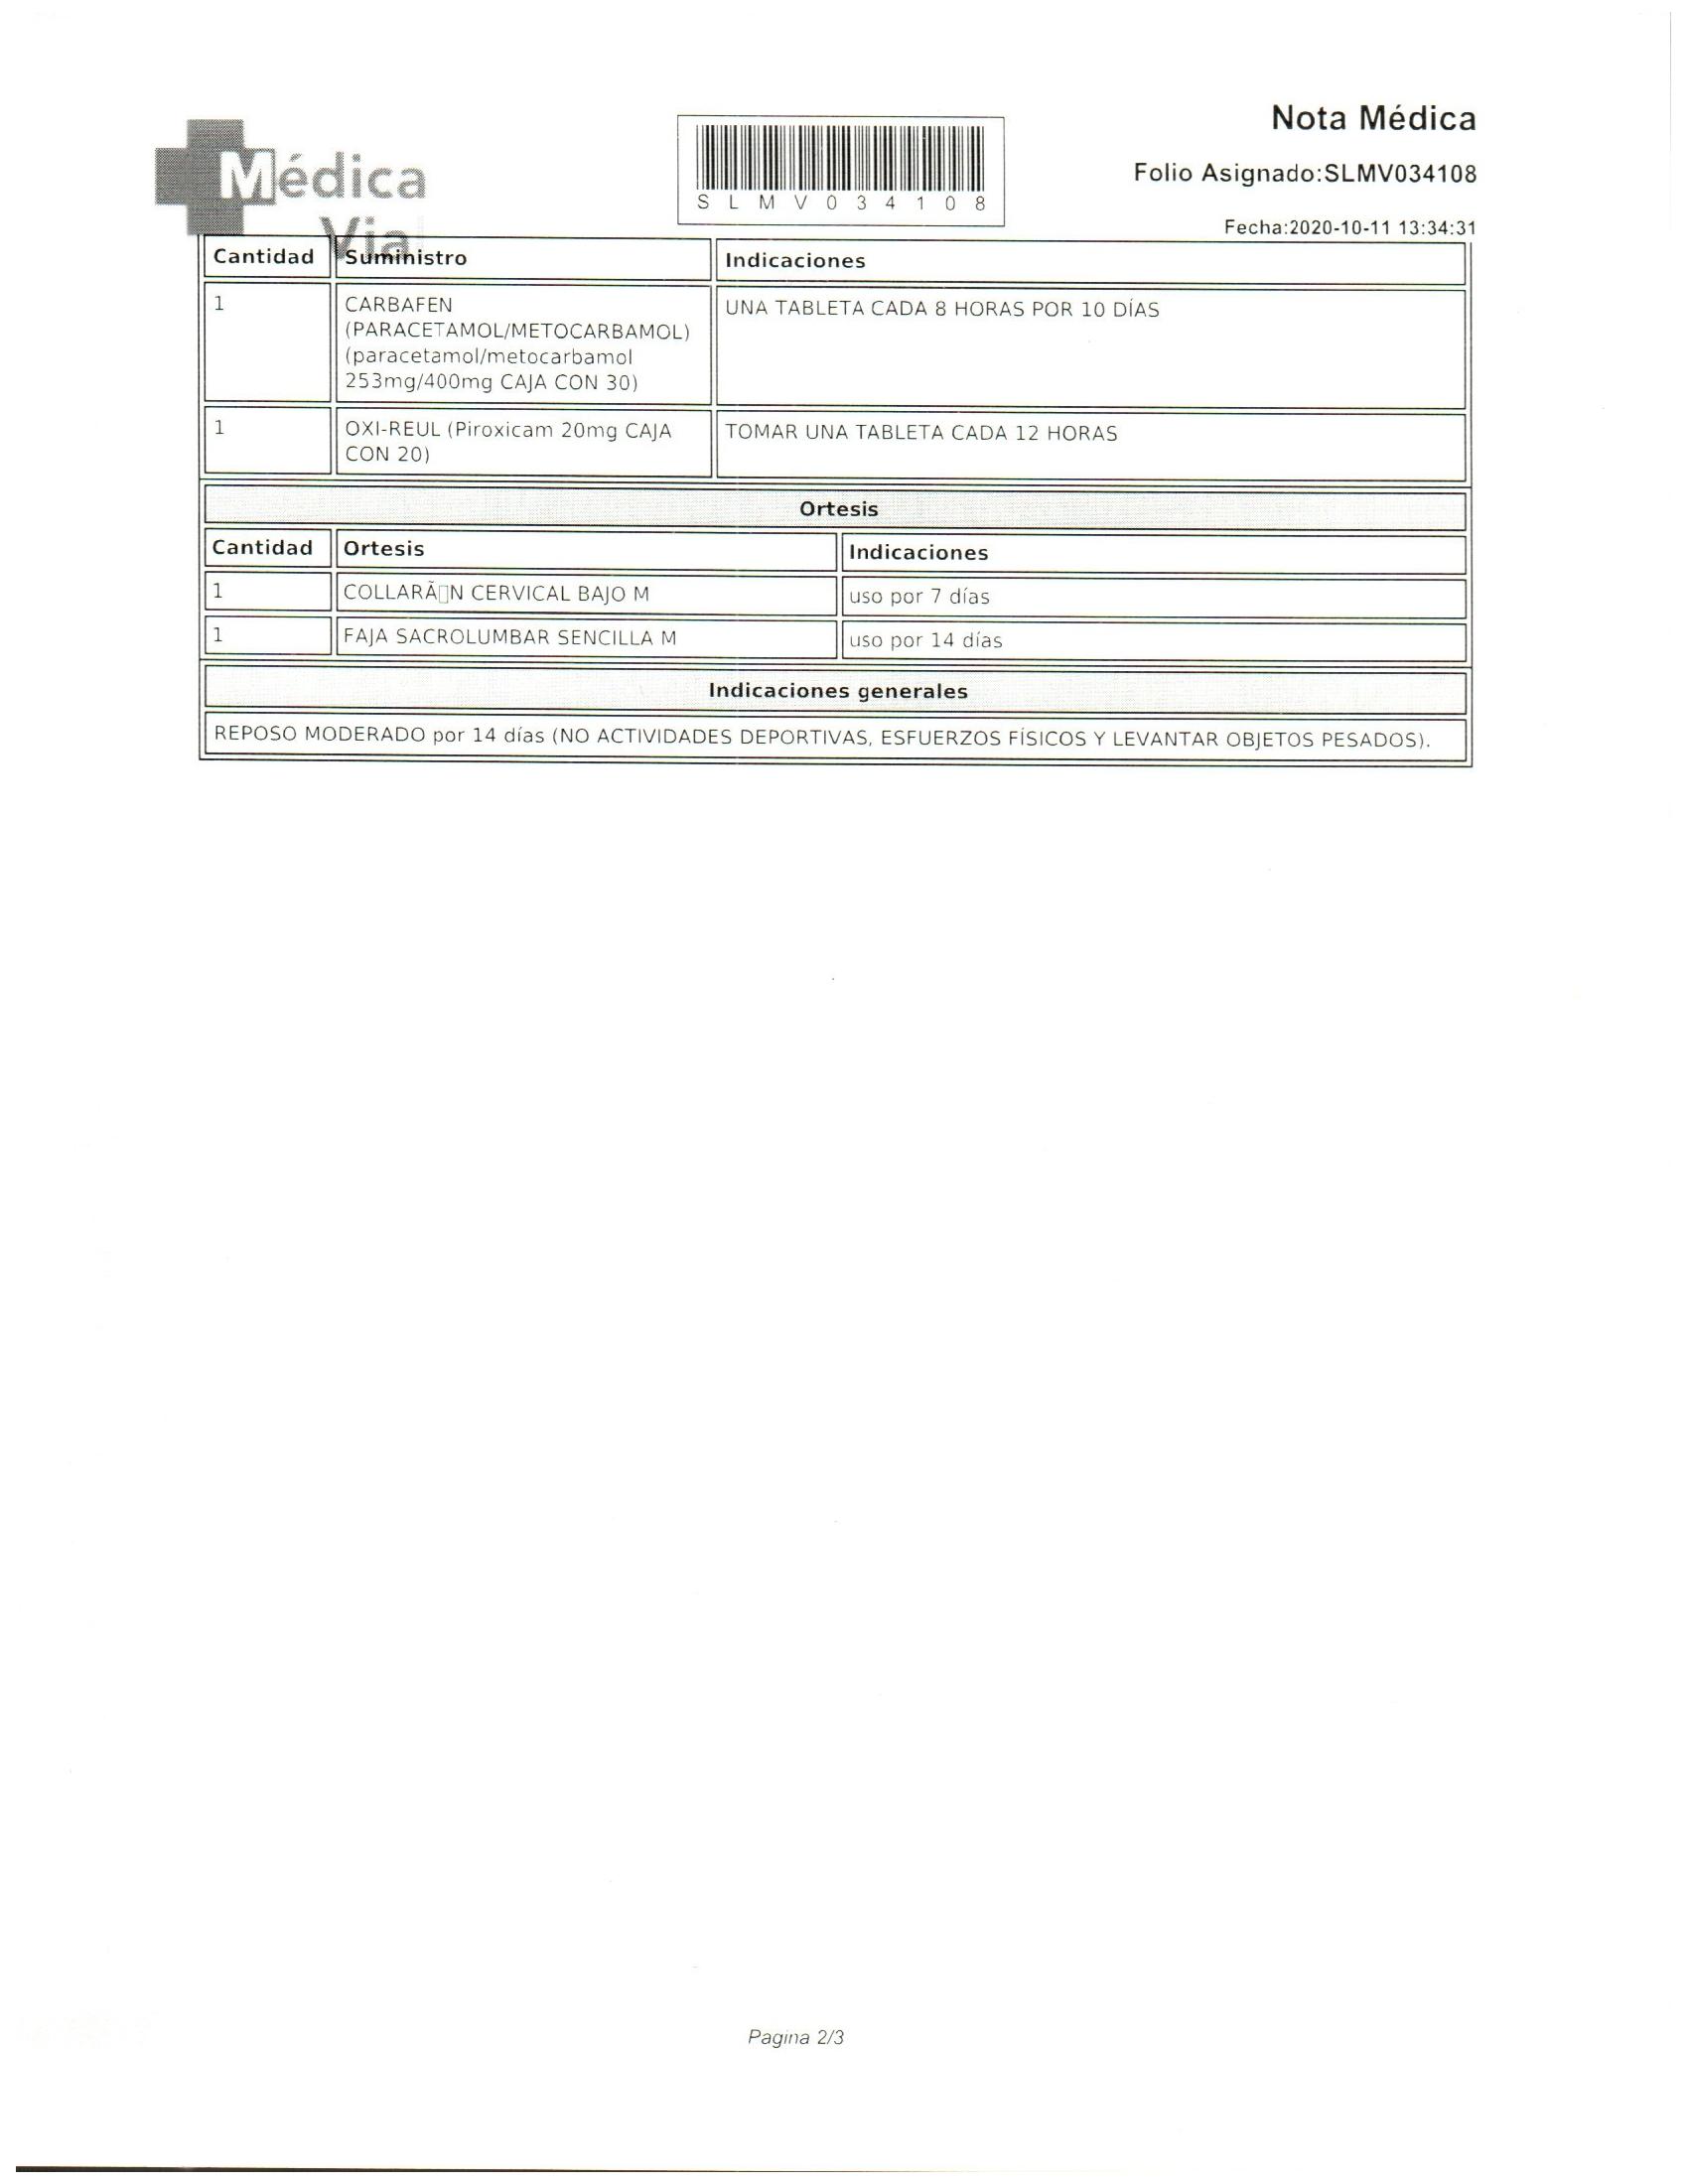 Nota Médica
Médica
Vial
S L M V 0 3 4 1 0 8
Folio Asignado:SLMV034108
Fecha:2020-10-11 13:34:31
Cantidad Suministro Indicaciones
1 CARBAFEN UNA TABLETA CADA 8 HORAS POR 10 DÍAS
(PARACETAMOL/METOCARBAMOL)
(paracetamol/metocarbamol
253mg/400mg CAJA CON 30)
1 OXI-REUL (Piroxicam 20mg CAJA TOMAR UNA TABLETA CADA 12 HORAS
CON 20)
Ortesis
Cantidad Ortesis Indicaciones
1 COLLARÃ▯N CERVICAL BAJO M uso por 7 días
1 FAJA SACROLUMBAR SENCILLA M uso por 14 días
Indicaciones generales
REPOSO MODERADO por 14 días (NO ACTIVIDADES DEPORTIVAS, ESFUERZOS FÍSICOS Y LEVANTAR OBJETOS PESADOS).
Pagina 2/3